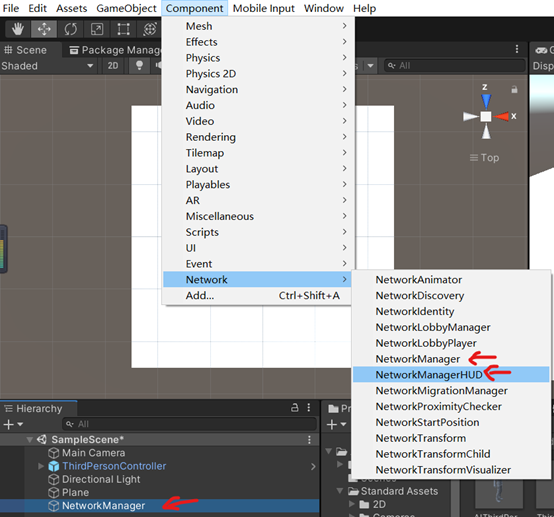 File Edit Assets GameObject Component Mobile Input Window Help
Scene Package Manage
Shaded 2D All Disp
Mesh
Effects
Physics
Physics 2D
Navigation
Audio
Video
Rendering
Tilemap
Layout
Playables
AR
Miscellaneous
Scripts
UI
Event
Network
Add... Ctrl+Shift+A
z
x
Top
NetworkAnimator
NetworkDiscovery
NetworkIdentity
NetworkLobbyManager
NetworkLobbyPlayer
NetworkManager
NetworkManagerHUD
NetworkMigrationManager
NetworkProximityChecker
NetworkStartPosition
NetworkTransform
NetworkTransformChild
NetworkTransformVisualizer
Hierarchy
All
SampleScene*
Main Camera
ThirdPersonController
Directional Light
Plane
NetworkManager
Standard Assets
2D